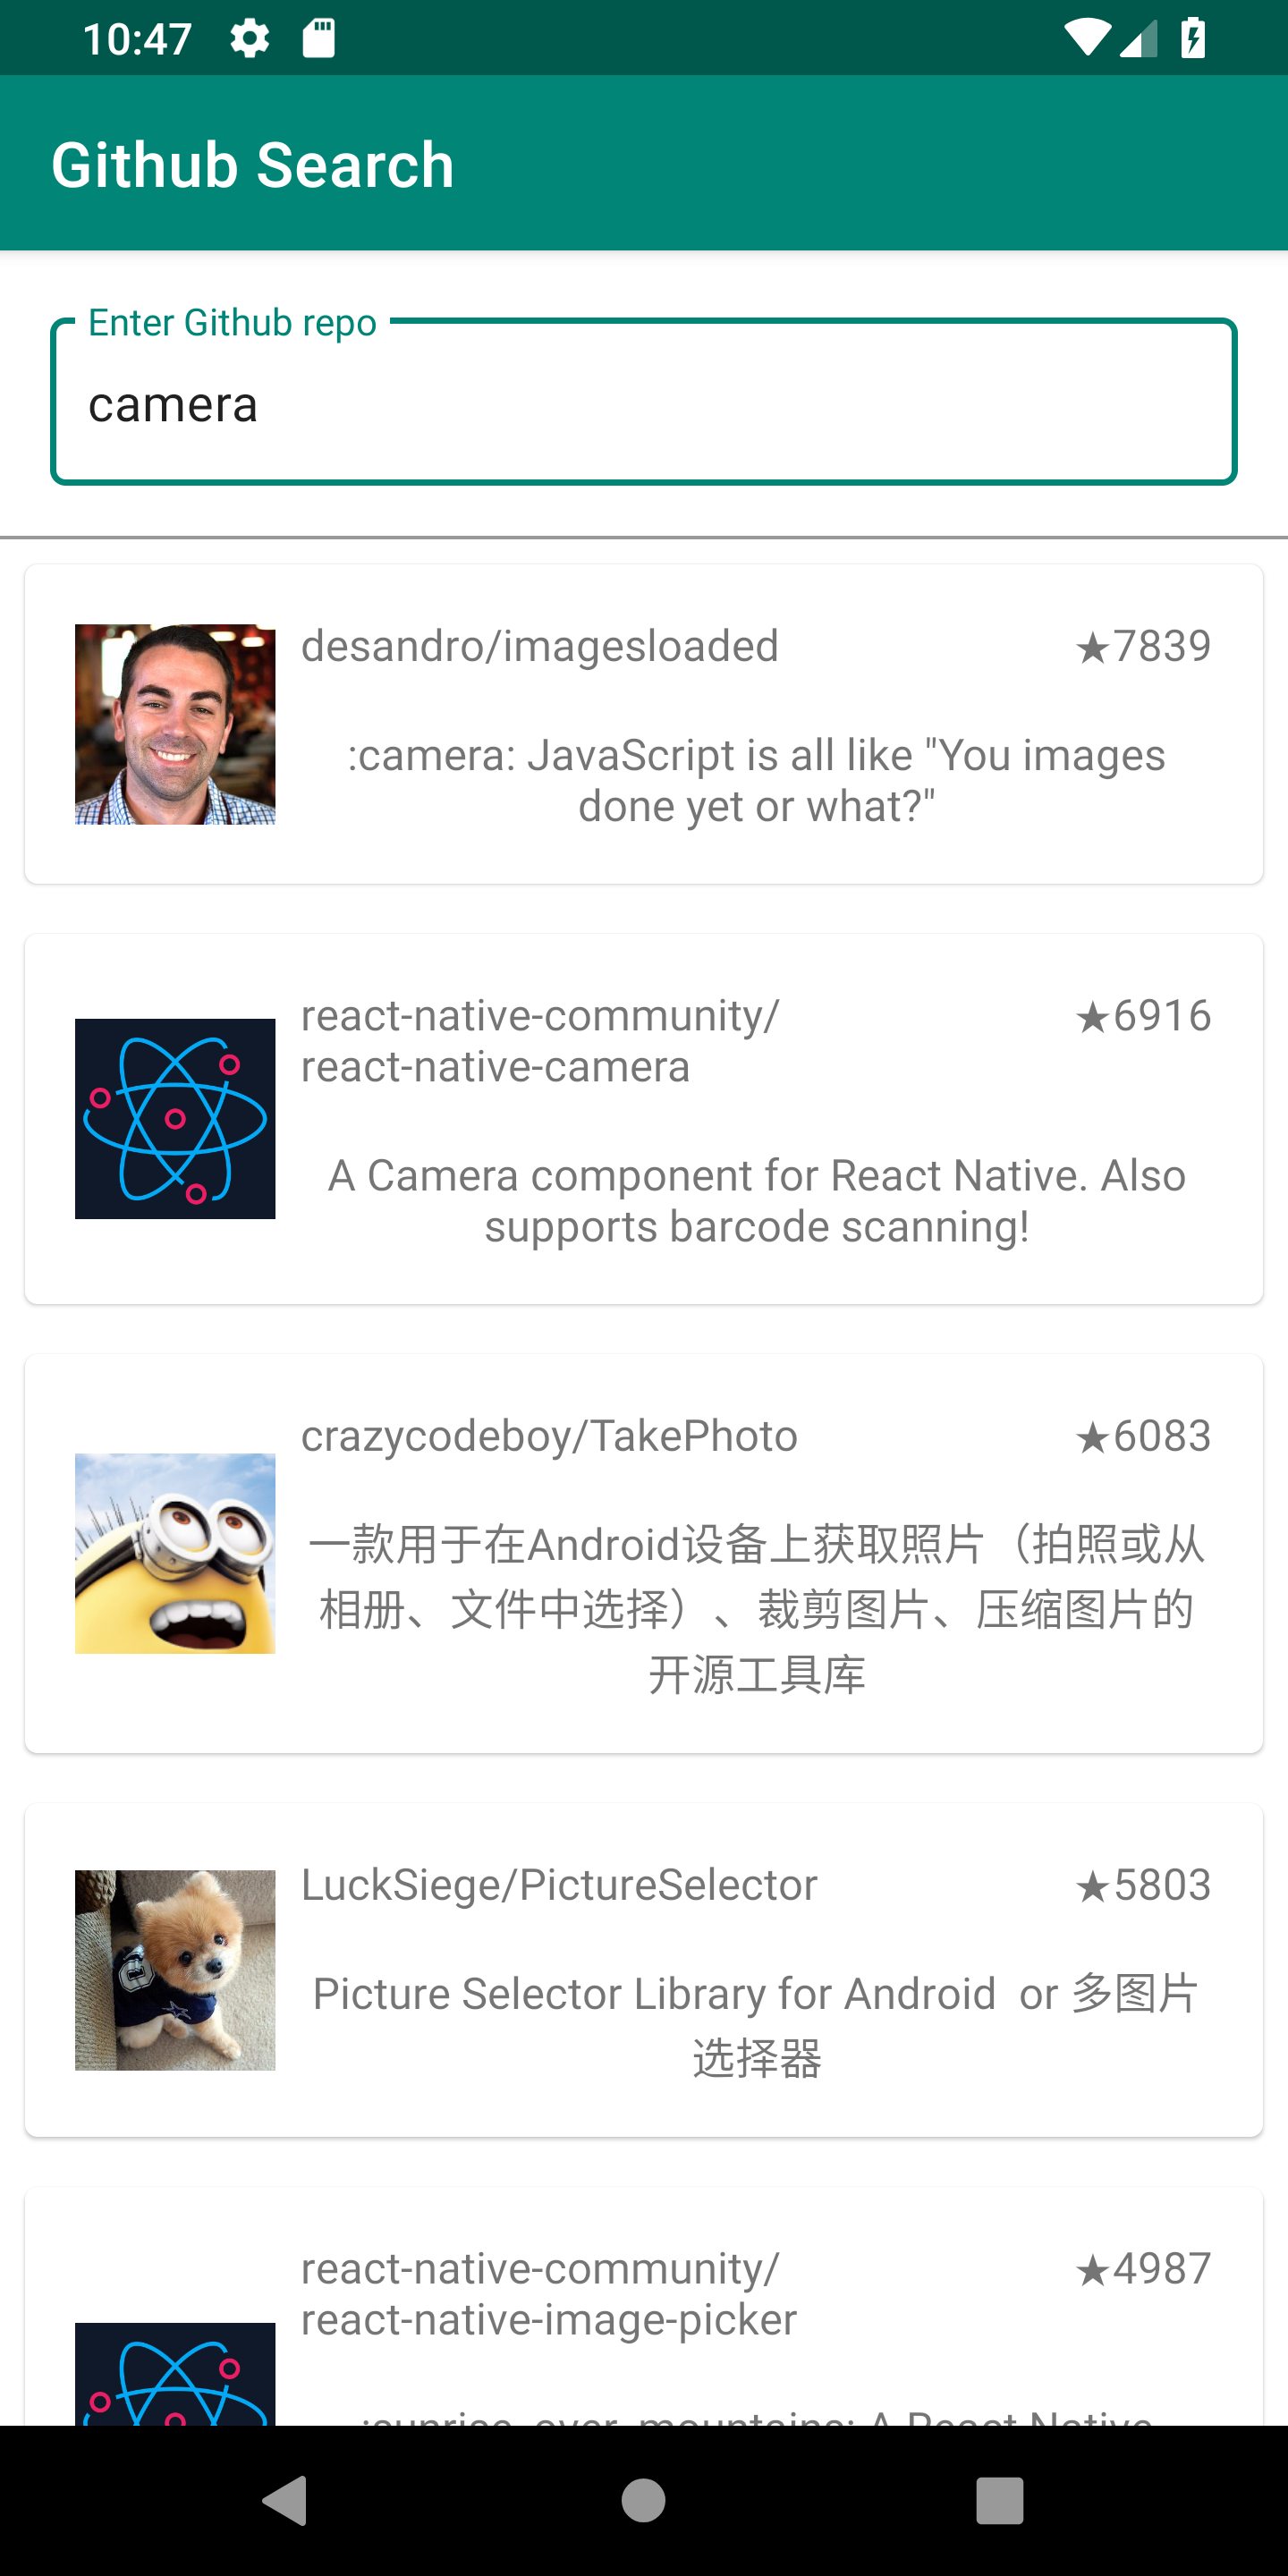 10:47
Github Search
Enter Github repo
camera
desandro/imagesloaded ★7839
:camera: JavaScript is all like "You images
done yet or what?"
react-native-community/ ★6916
react-native-camera
A Camera component for React Native. Also
supports barcode scanning!
crazycodeboy/TakePhoto ★6083
一款用于在Android设备上获取照片（拍照或从
相册、文件中选择）、裁剪图片、压缩图片的
开源工具库
LuckSiege/PictureSelector ★5803
Picture Selector Library for Android  or 多图片
选择器
react-native-community/ ★4987
react-native-image-picker
:sunrise_over_mountains: A React Native